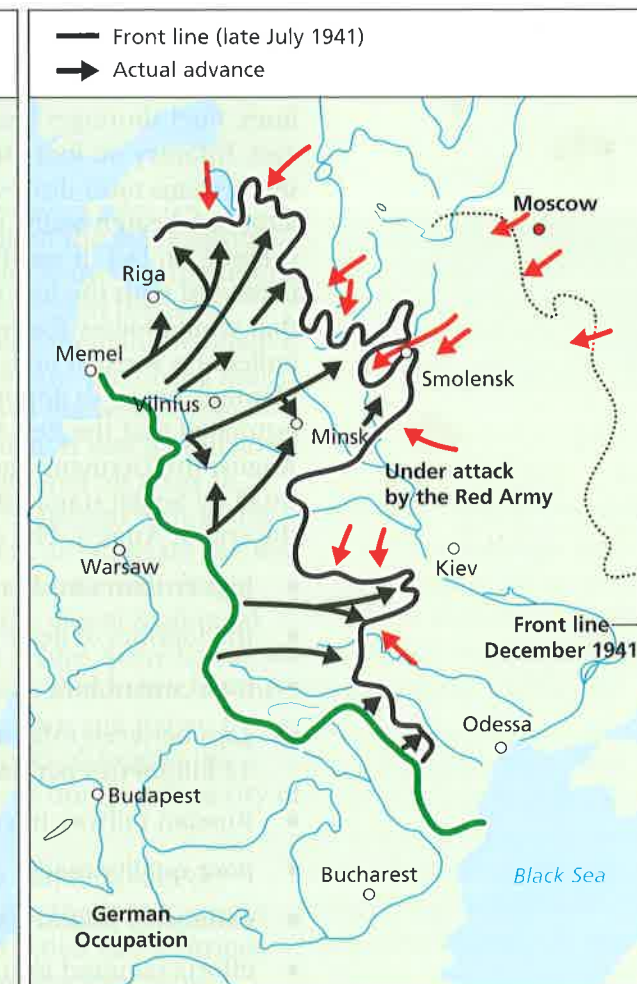 Front line (late July 1941)
Actual advance
Moscow
Riga
Memel
Smolensk
Vilnius
Minsk
Under attack
by the Red Army
Warsaw
Kiev
Front line
December 1941
Odessa
Budapest
Bucharest
Black Sea
German
Occupation